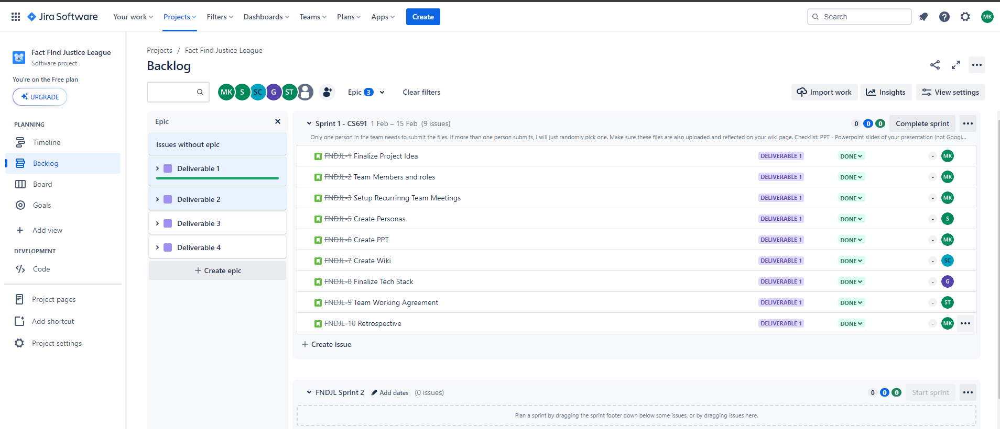 Jira Software Your work Projects Filters Dashboards Teams Plans Apps Create Search MK
Fact Find Justice League
Software project
You're on the Free plan
UPGRADE
PLANNING
Timeline
Backlog
Board
Goals
Add view
DEVELOPMENT
Code
Project pages
Add shortcut
Project settings
Projects / Fact Find Justice League
Backlog
MK S SC G ST Epic 3 Clear filters Import work Insights View settings
Epic
Issues without epic
Deliverable 1
Deliverable 2
Deliverable 3
Deliverable 4
+ Create epic
Sprint 1 - CS691 1 Feb – 15 Feb (9 issues) 0 0 0 Complete sprint
Only one person in the team needs to submit the files. If more than one person submits, I will just randomly pick one. Make sure these files are also uploaded and reflected on your wiki page. Checklist: PPT - Powerpoint slides of your presentation (not Googl...
FNDJL-1 Finalize Project Idea DELIVERABLE 1 DONE - MK
FNDJL-2 Team Members and roles DELIVERABLE 1 DONE - MK
FNDJL-3 Setup Recurrinng Team Meetings DELIVERABLE 1 DONE - MK
FNDJL-5 Create Personas DELIVERABLE 1 DONE - S
FNDJL-6 Create PPT DELIVERABLE 1 DONE - MK
FNDJL-7 Create Wiki DELIVERABLE 1 DONE - SC
FNDJL-8 Finalize Tech Stack DELIVERABLE 1 DONE - G
FNDJL-9 Team Working Agreement DELIVERABLE 1 DONE - ST
FNDJL-10 Retrospective DELIVERABLE 1 DONE - MK
+ Create issue
FNDJL Sprint 2 Add dates (0 issues) 0 0 0 Start sprint
Plan a sprint by dragging the sprint footer down below some issues, or by dragging issues here.